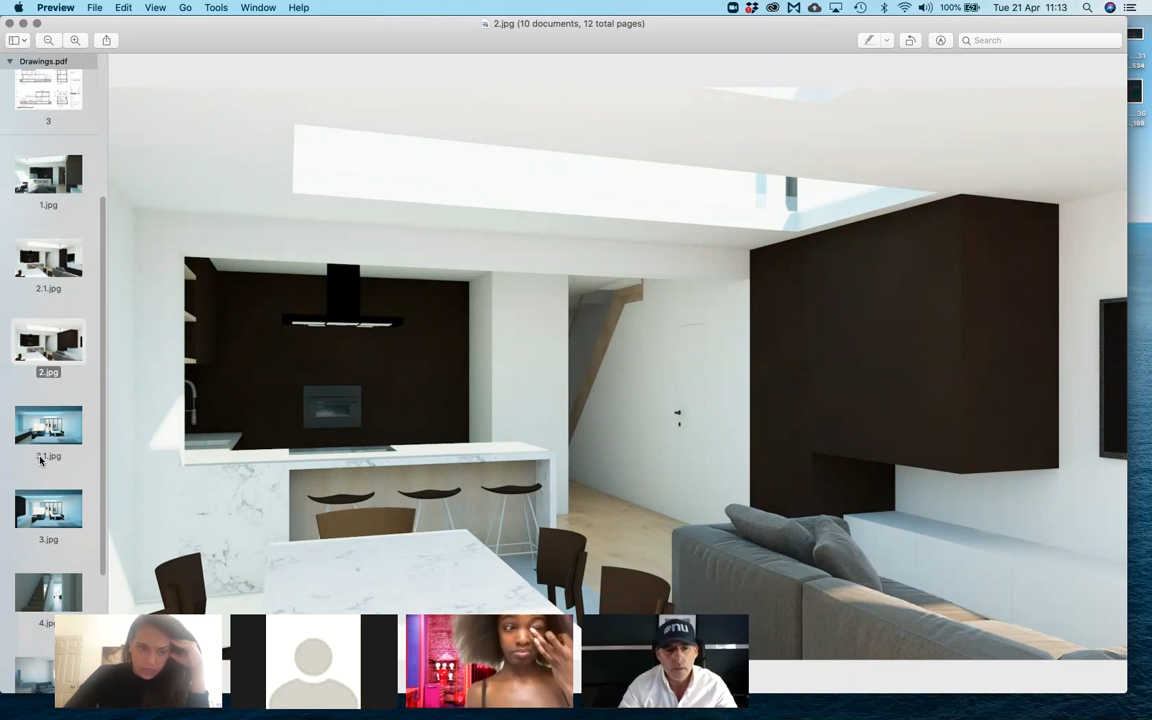 Preview File Edit View Go Tools Window Help
100% Tue 21 Apr 11:13
2.jpg (10 documents, 12 total pages)
Search
Drawings.pdf
3
1.jpg
2.1.jpg
2.jpg
3.jpg
#nu